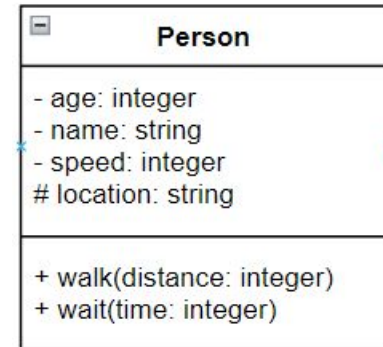 Person
- age: integer
- name: string
- speed: integer
# location: string
+ walk(distance: integer)
+ wait(time: integer)